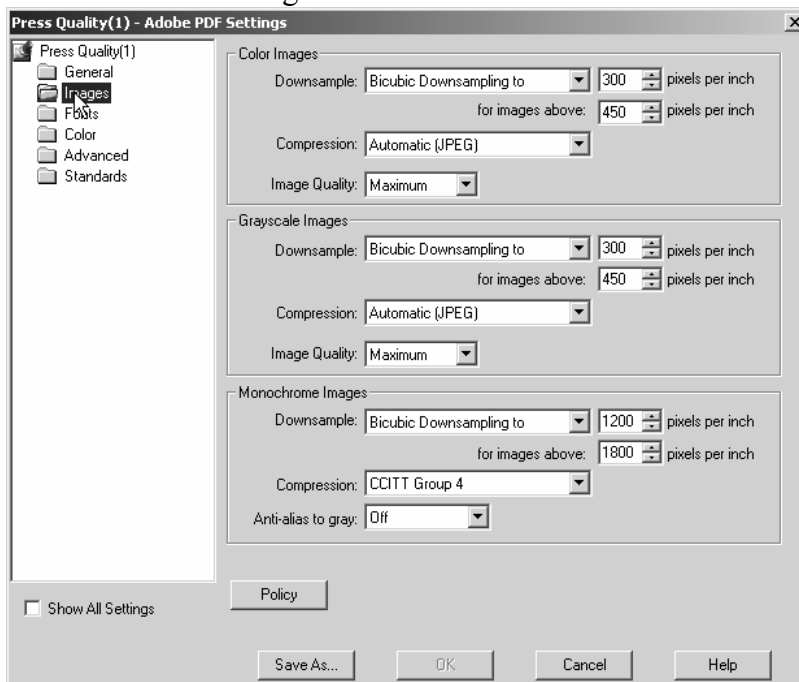 Press Quality(1) - Adobe PDF Settings
Press Quality(1)
General
Images
Fonts
Color
Advanced
Standards
Show All Settings
Color Images
Downsample: Bicubic Downsampling to 300 pixels per inch
for images above: 450 pixels per inch
Compression: Automatic (JPEG)
Image Quality: Maximum
Grayscale Images
Downsample: Bicubic Downsampling to 300 pixels per inch
for images above: 450 pixels per inch
Compression: Automatic (JPEG)
Image Quality: Maximum
Monochrome Images
Downsample: Bicubic Downsampling to 1200 pixels per inch
for images above: 1800 pixels per inch
Compression: CCITT Group 4
Anti-alias to gray: Off
Policy
Save As... OK Cancel Help